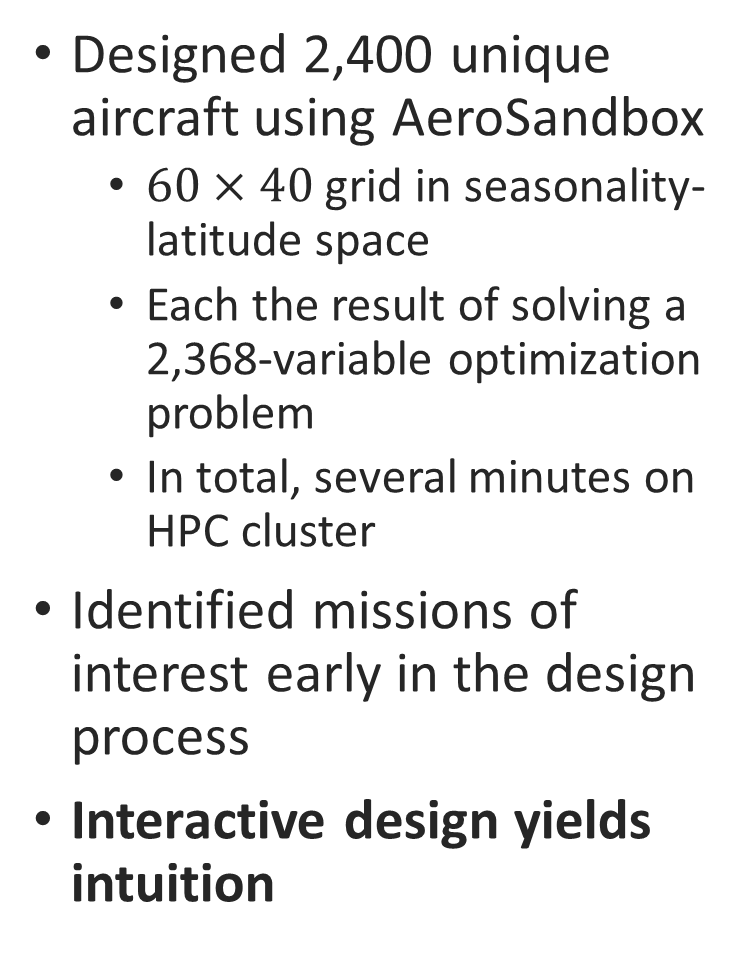 • Designed 2,400 unique
aircraft using AeroSandbox
• 60 × 40 grid in seasonality-
latitude space
• Each the result of solving a
2,368-variable optimization
problem
• In total, several minutes on
HPC cluster
• Identified missions of
interest early in the design
process
• Interactive design yields
intuition